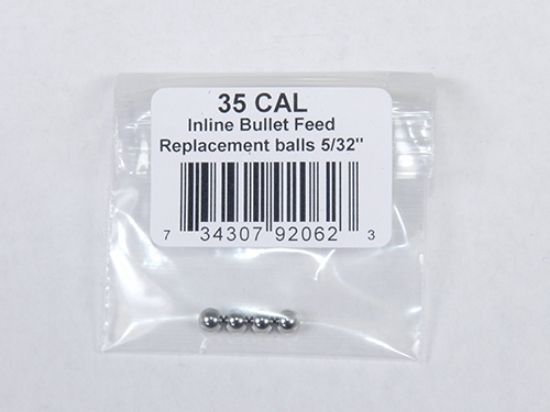 35 CAL
Inline Bullet Feed
Replacement balls 5/32"
7 34307 92062 3